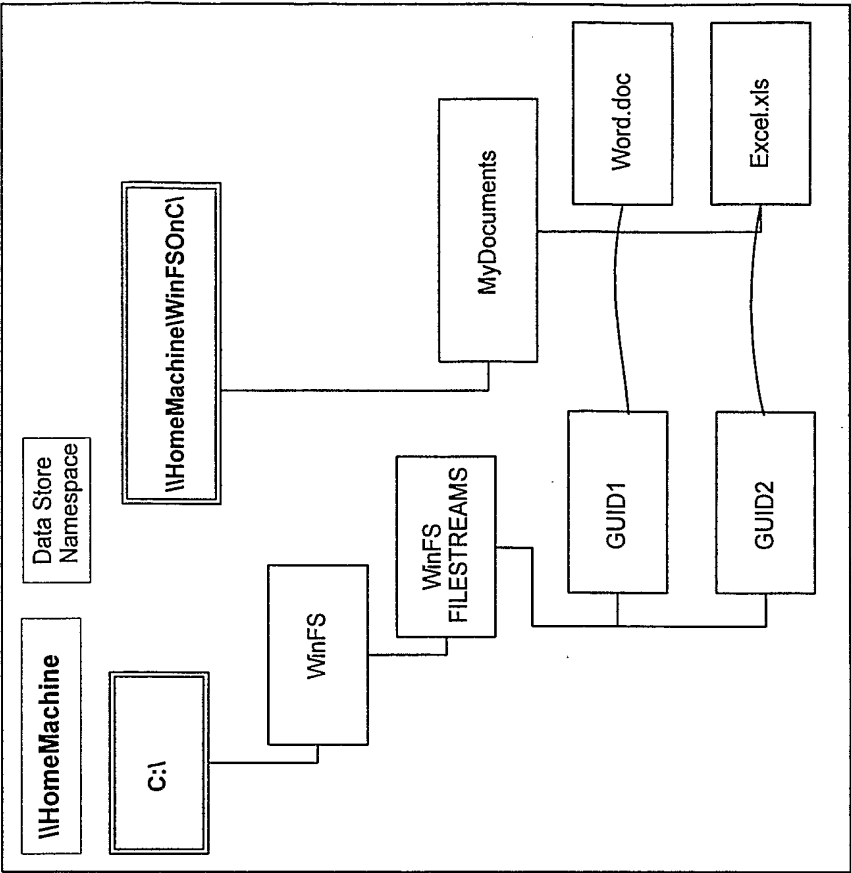 \\HomeMachine
Data Store
Namespace
C:\
\\HomeMachine\WinFSOnC\
WinFS
WinFS
FILESTREAMS
MyDocuments
GUID1
Word.doc
GUID2
Excel.xls